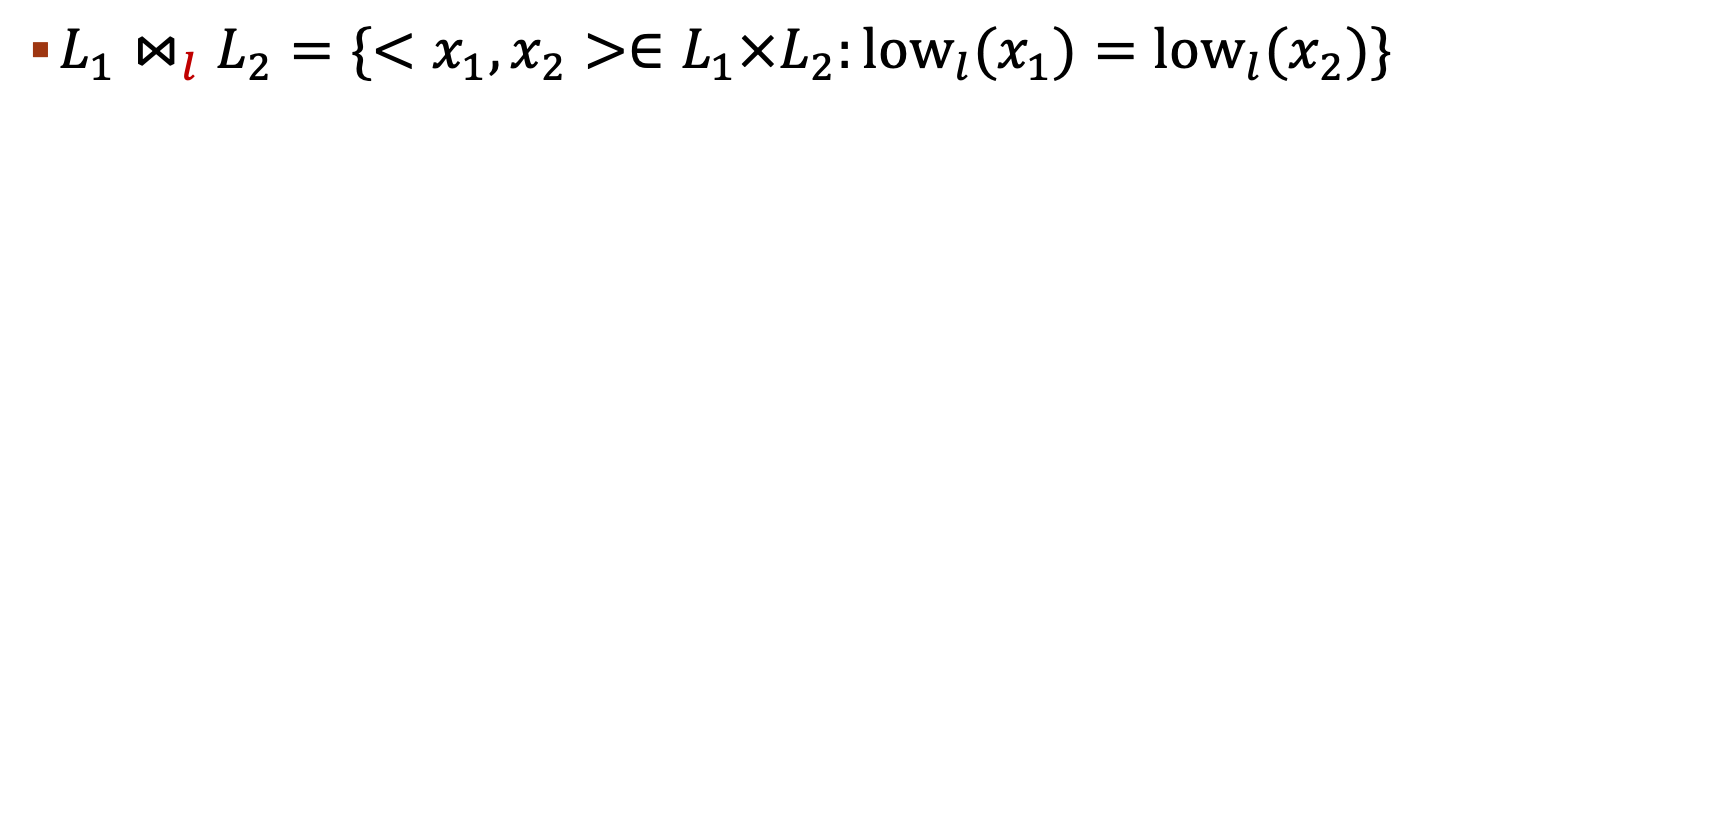 ▪ 𝐿₁ ⋈ₗ 𝐿₂ = {< 𝑥₁, 𝑥₂ >∈ 𝐿₁×𝐿₂: lowₗ(𝑥₁) = lowₗ(𝑥₂)}